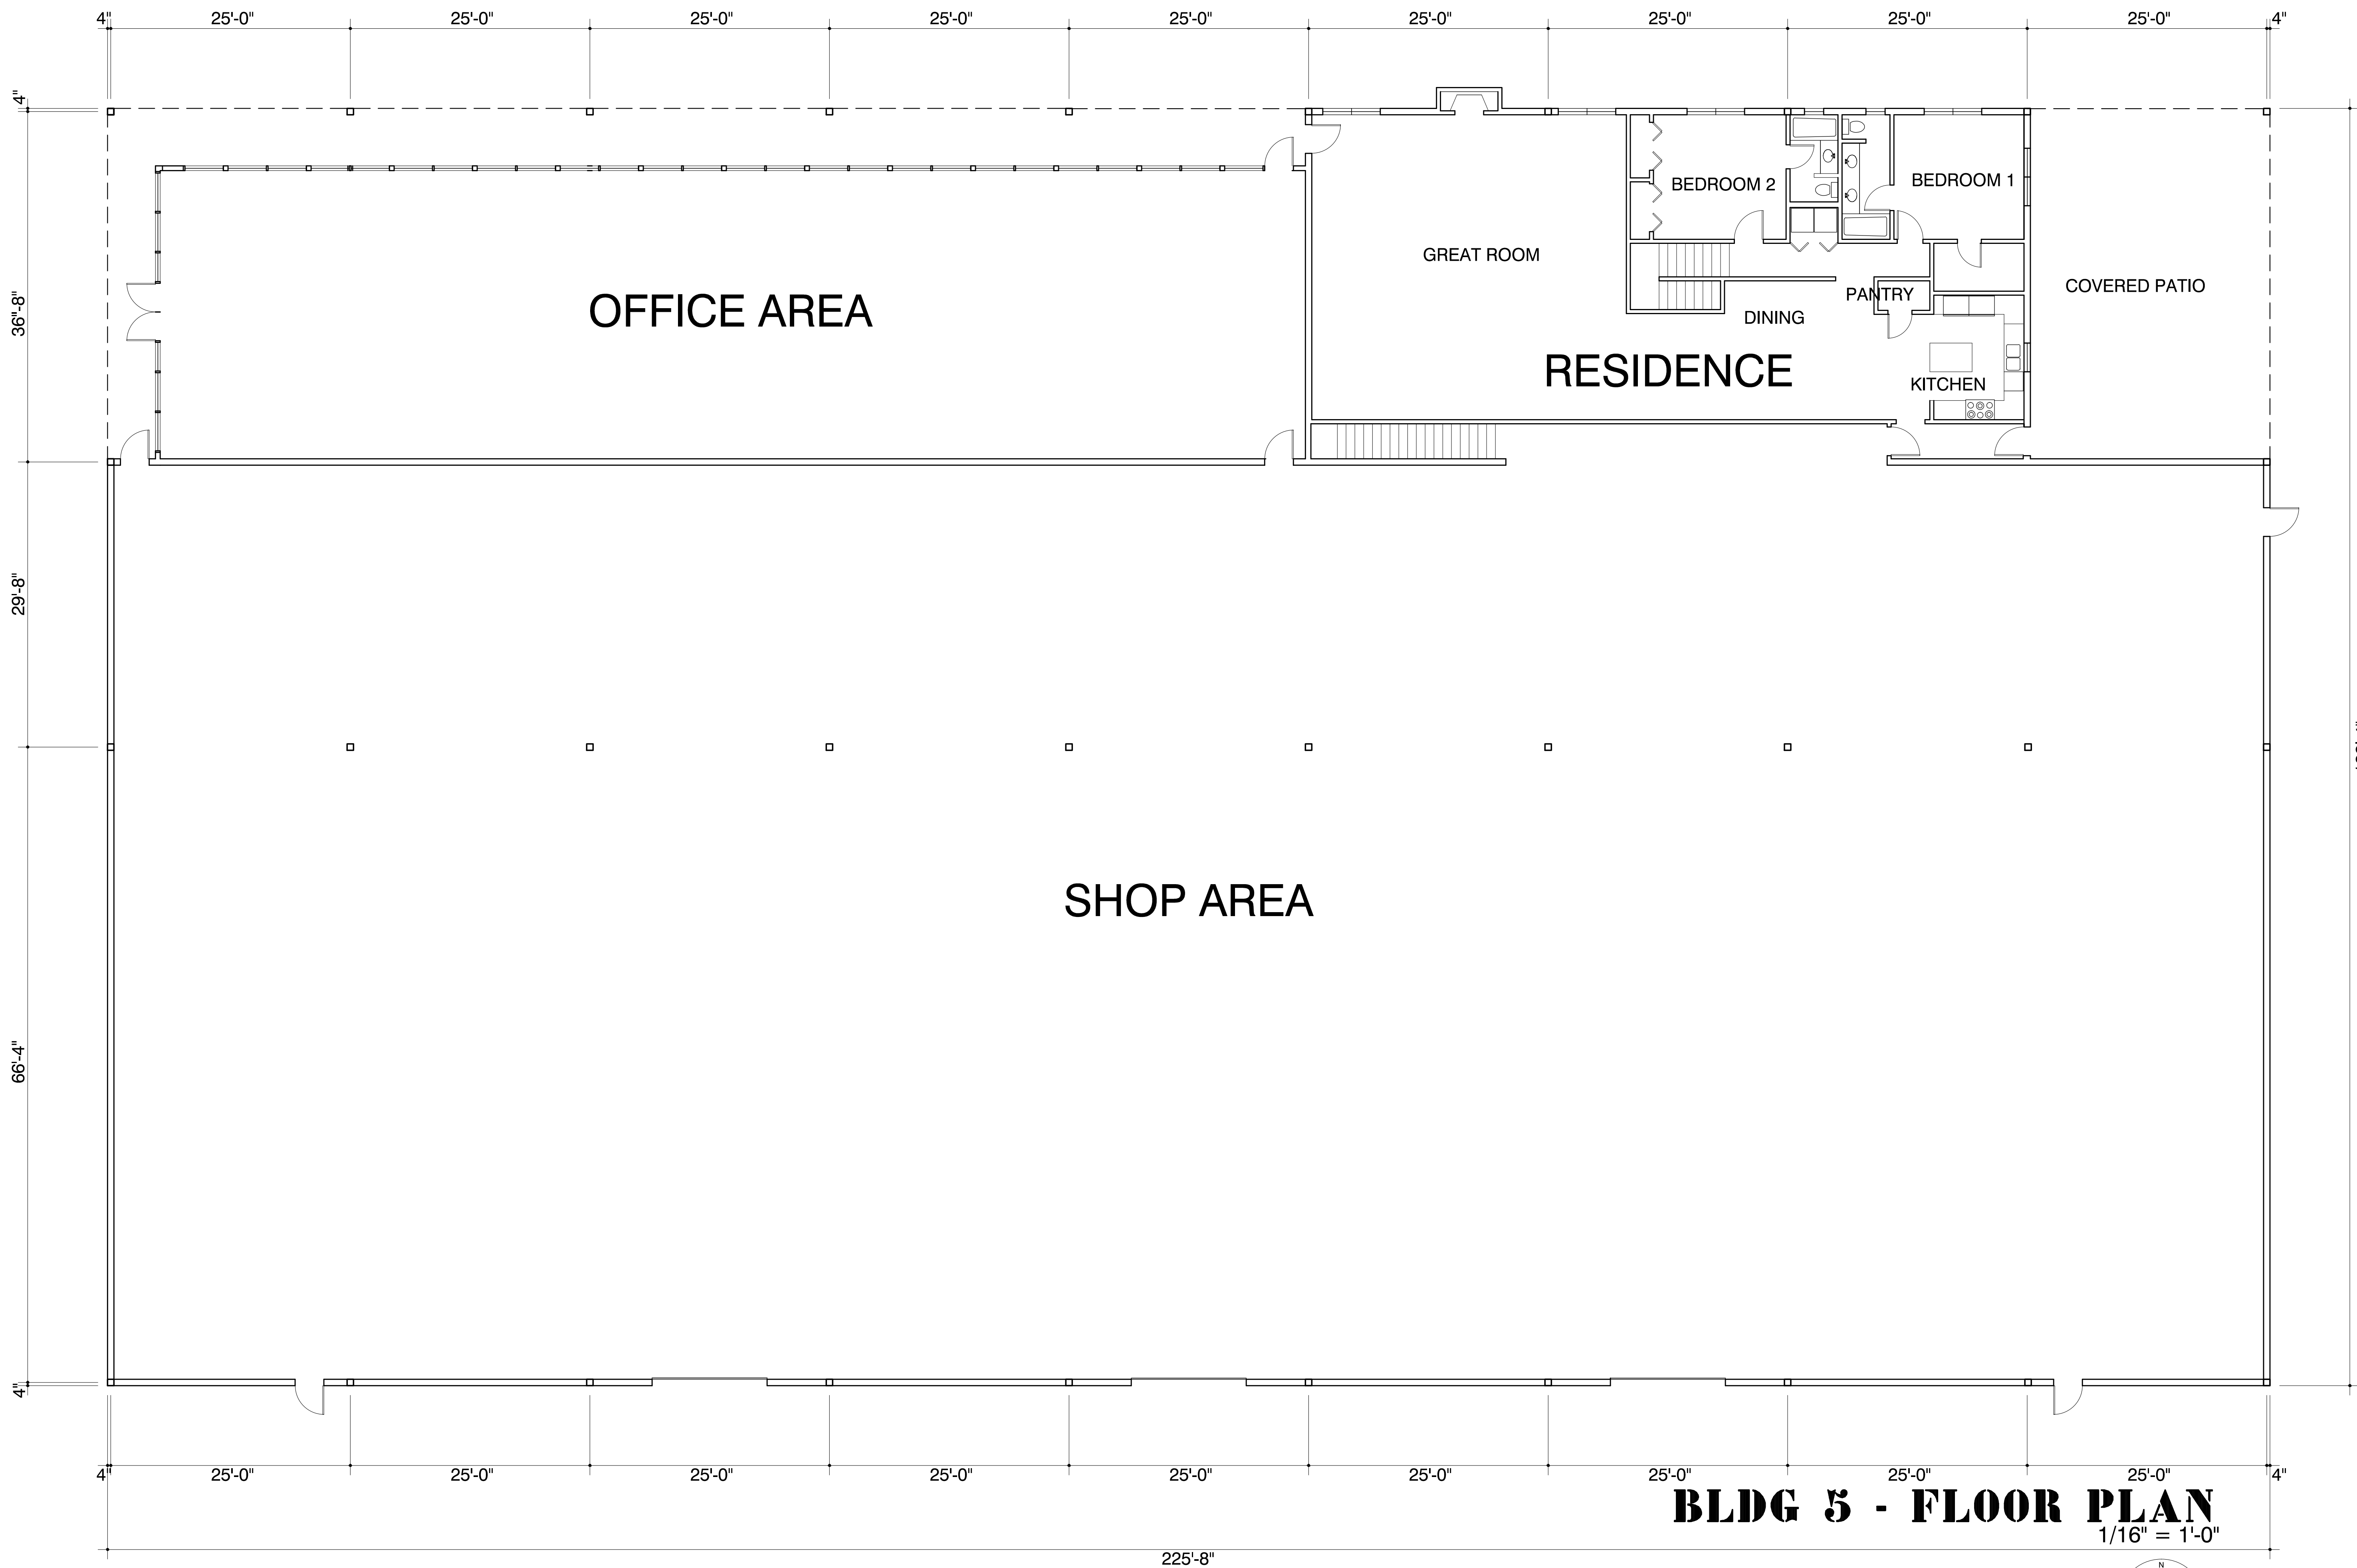 4" 25'-0" 25'-0" 25'-0" 25'-0" 25'-0" 25'-0" 25'-0" 25'-0" 25'-0" 4"
4"
36'-8"
29'-8"
66'-4"
4"
BEDROOM 2
BEDROOM 1
GREAT ROOM
OFFICE AREA
PANTRY
COVERED PATIO
DINING
RESIDENCE
KITCHEN
SHOP AREA
4" 25'-0" 25'-0" 25'-0" 25'-0" 25'-0" 25'-0" 25'-0" 25'-0" 25'-0" 4"
BLDG 5 - FLOOR PLAN
1/16" = 1'-0"
225'-8"
N